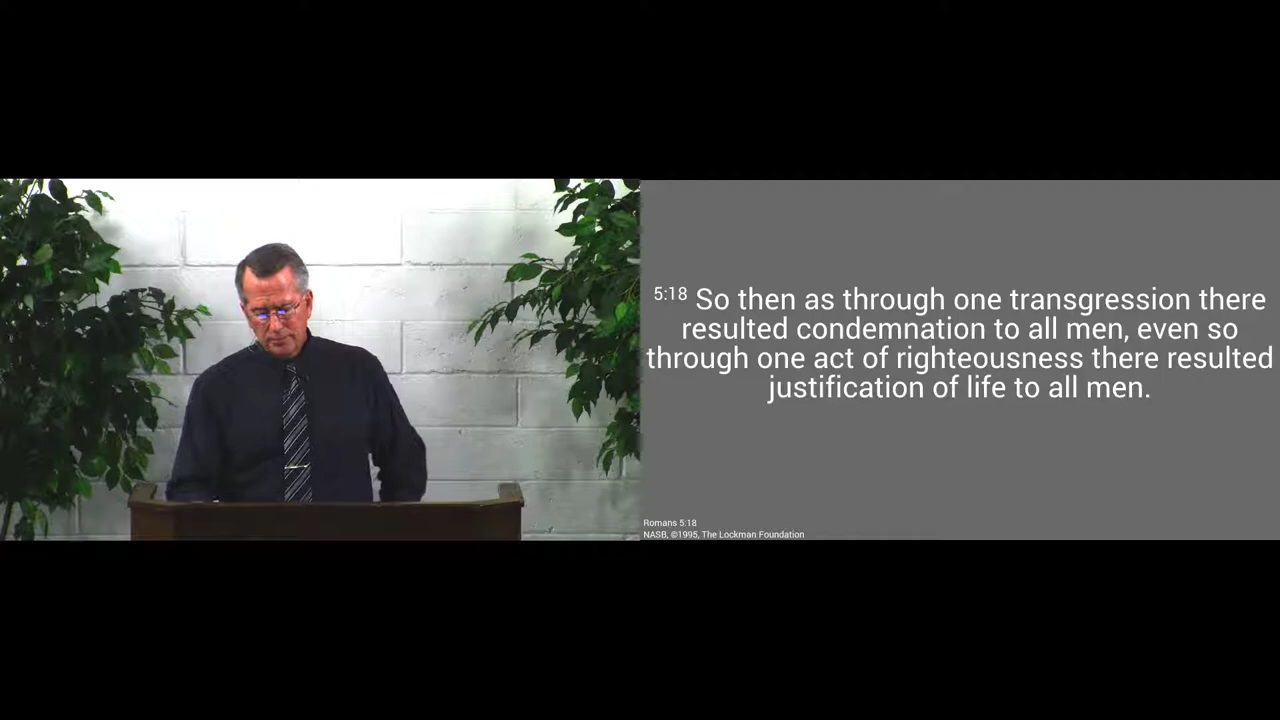 5:18 So then as through one transgression there
resulted condemnation to all men, even so
through one act of righteousness there resulted
justification of life to all men.
Romans 5:18
NASB, ©1995, The Lockman Foundation